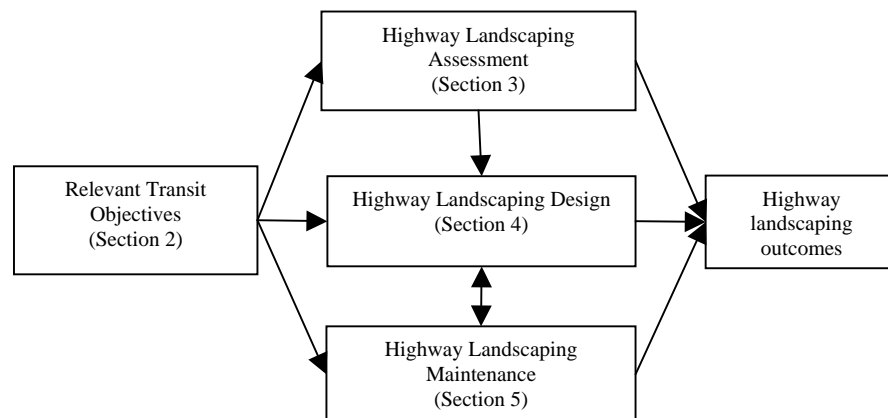 Highway Landscaping
Assessment
(Section 3)
Relevant Transit
Objectives
(Section 2)
Highway Landscaping Design
(Section 4)
Highway
landscaping
outcomes
Highway Landscaping
Maintenance
(Section 5)